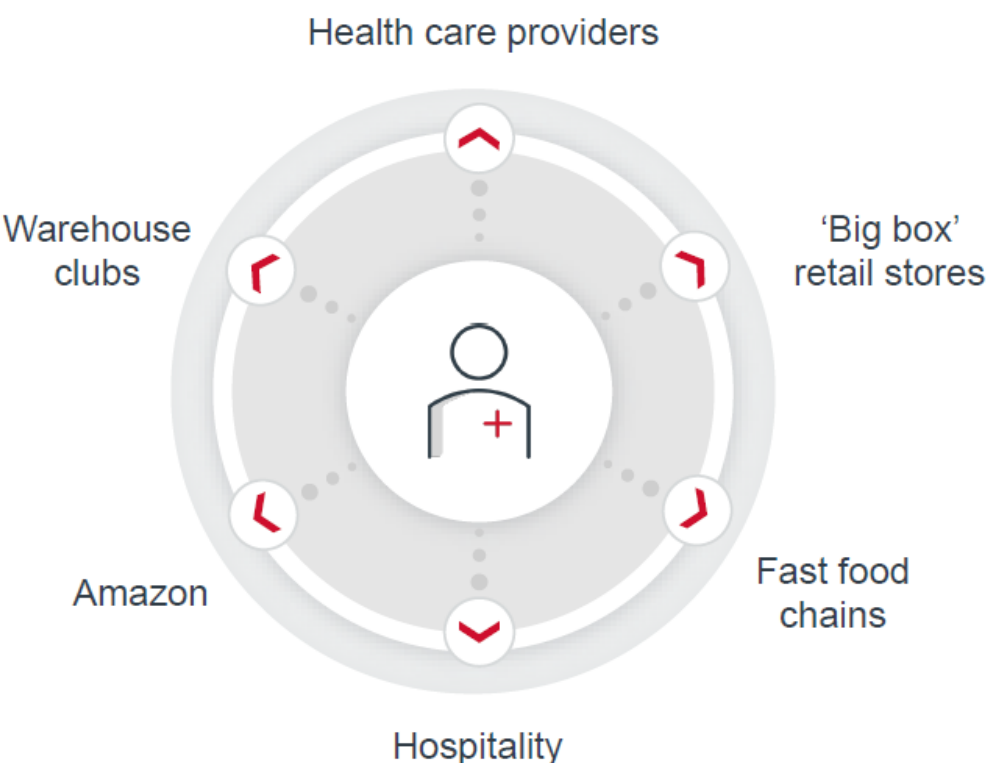 Health care providers
‘Big box’
retail stores
Fast food
chains
Hospitality
Amazon
Warehouse
clubs